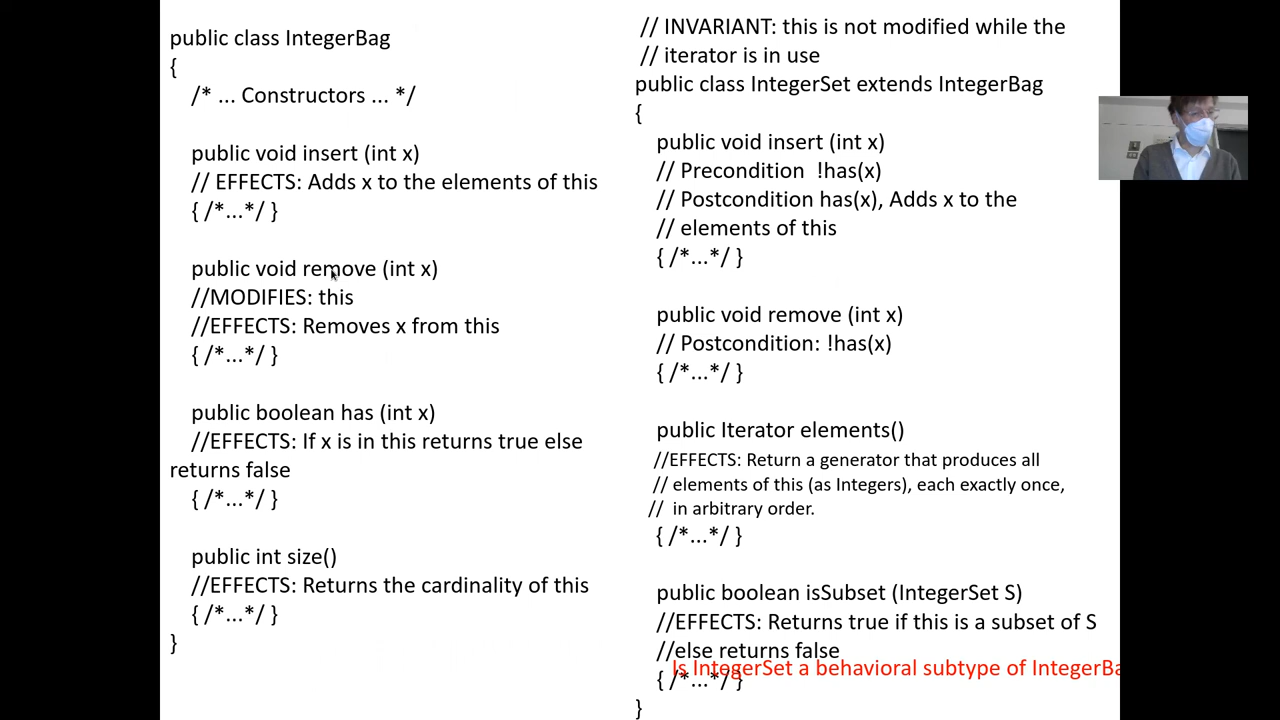 public class IntegerBag
{
/* ... Constructors ... */
public void insert (int x)
// EFFECTS: Adds x to the elements of this
{ /*...*/ }
public void remove (int x)
//MODIFIES: this
//EFFECTS: Removes x from this
{ /*...*/ }
public boolean has (int x)
//EFFECTS: If x is in this returns true else
returns false
{ /*...*/ }
public int size()
//EFFECTS: Returns the cardinality of this
{ /*...*/ }
}
// INVARIANT: this is not modified while the
// iterator is in use
public class IntegerSet extends IntegerBag
{
public void insert (int x)
// Precondition !has(x)
// Postcondition has(x), Adds x to the
// elements of this
{ /*...*/ }
public void remove (int x)
// Postcondition: !has(x)
{ /*...*/ }
public Iterator elements()
//EFFECTS: Return a generator that produces all
// elements of this (as Integers), each exactly once,
// in arbitrary order.
{ /*...*/ }
public boolean isSubset (IntegerSet S)
//EFFECTS: Returns true if this is a subset of S
//else returns false
Is IntegerSet a behavioral subtype of IntegerBa
{ /*...*/ }
}